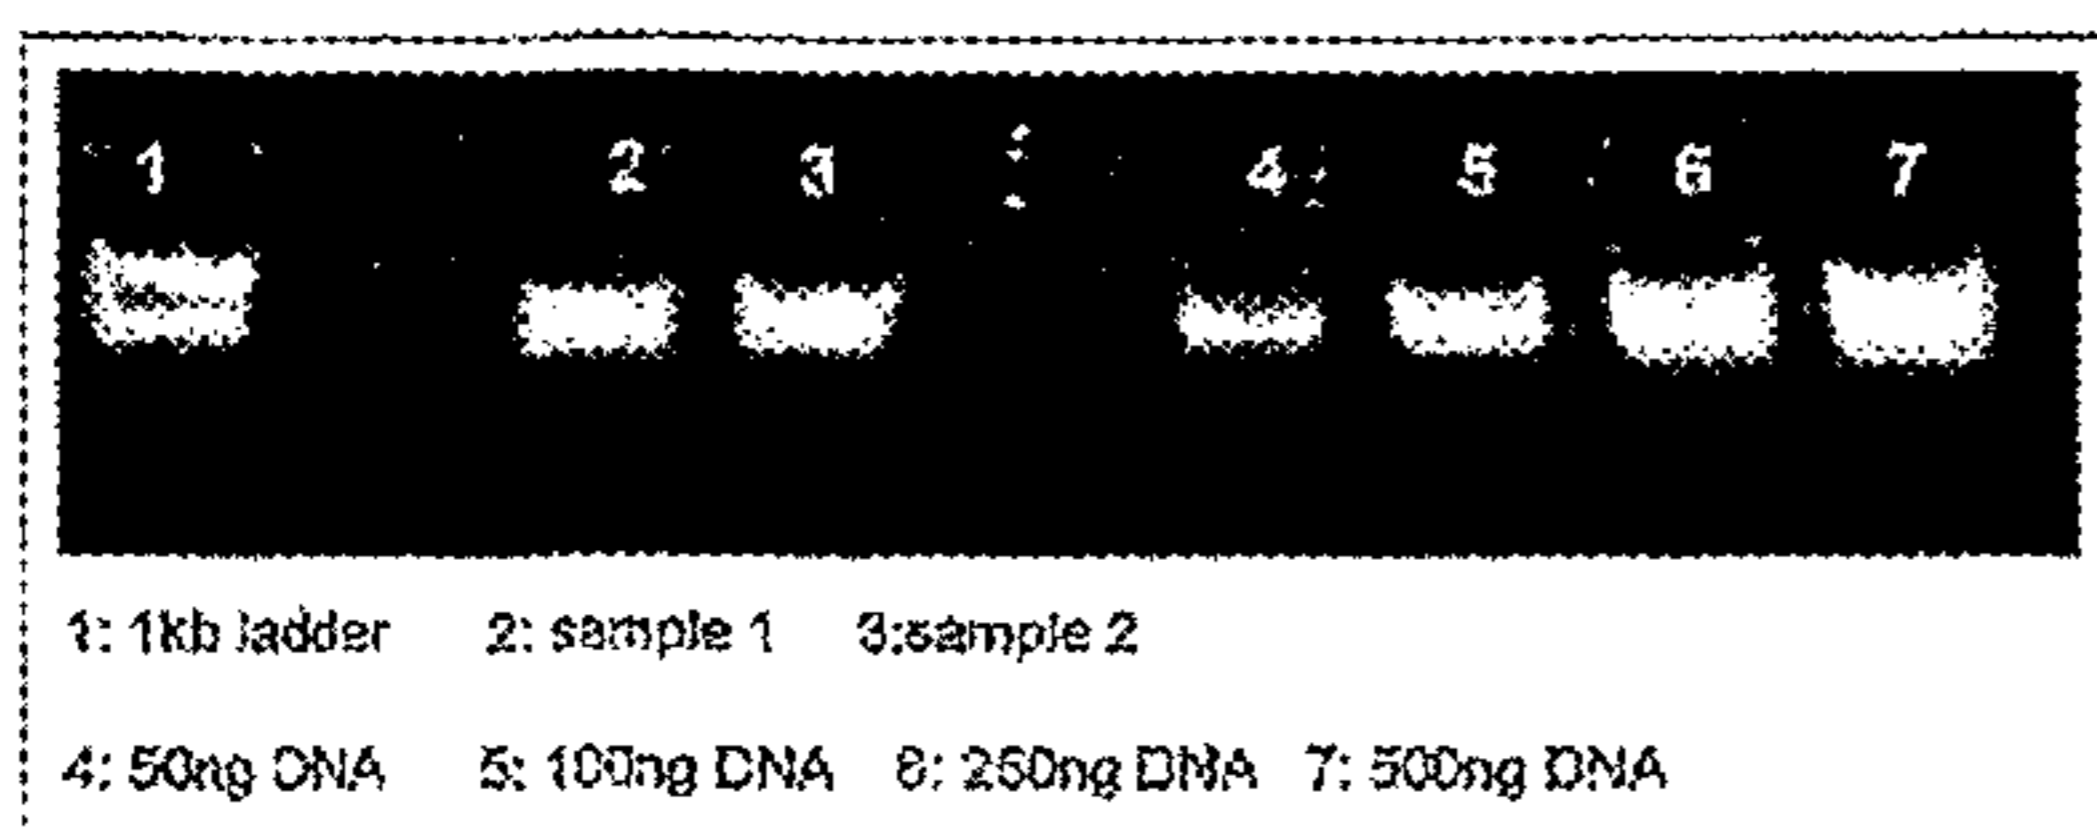 1 2 3 4 5 6 7
1: 1kb ladder 2: sample 1 3:sample 2
4: 50ng DNA 5: 100ng DNA 6: 250ng DNA 7: 500ng DNA